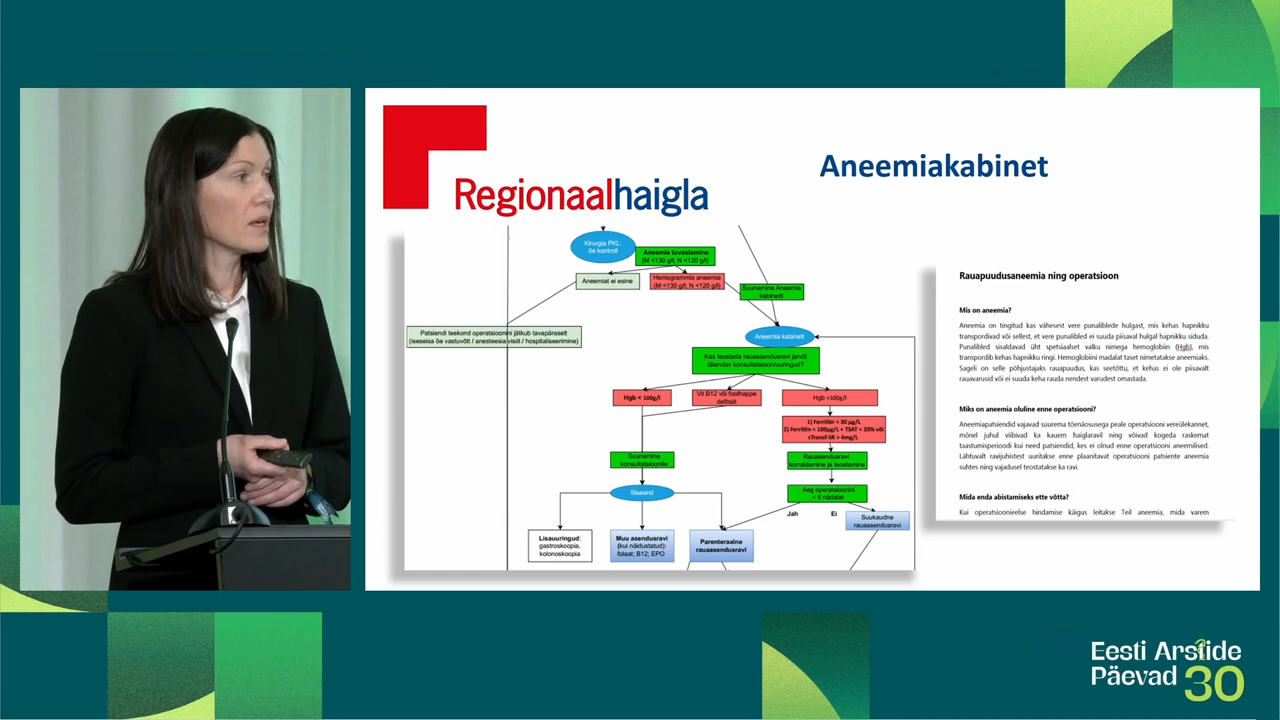 Regionaalhaigla
Aneemiakabinet
Kirurgia PKL:
õe kontroll
Aneemia tuvastamine
(M <130 g/l; N <120 g/l)
Aneemiat ei esine
Hemogrammis aneemia
(M <130 g/l; N <120 g/l)
Suunamine Aneemia
kabinetti
Patsiendi teekond operatsioonini jätkub tavapäraselt
(iseseisa õe vastuvõtt / anesteesia visiit / hospitaliseerimine)
Aneemia kabinett
Kas teostada rauaasendusravi ja/või
täiendav konsultatsioon/uuringud?
Hgb < 100g/l
Vit B12 või foolhappe
defitsiit
Hgb >100g/l
1) Ferritiin < 30 µg/L
2) Ferritiin < 100µg/L + TSAT < 20% või
sTransf-SR > 4mg/L
Suunamine
konsultatsioonile
Rauaasendusravi
korraldamine ja teostamine
Sisearst
Aeg operatsioonini
< 6 nädalat
Jah
Ei
Suukaudne
rauaasendusravi
Lisauuringud:
gastroskoopia,
kolonoskoopia
Muu asendusravi
(kui näidustatud):
folaat; B12; EPO
Parenteraalne
rauaasendusravi
Rauapuudusaneemia ning operatsioon
Mis on aneemia?
Aneemia on tingitud kas vähesest vere punaliblede hulgast, mis kehas hapnikku
transpordivad või sellest, et vere punalibled ei suuda piisaval hulgal hapnikku siduda.
Punalibled sisaldavad üht spetsiaalset valku nimega hemoglobiin (Hgb), mis
transpordib kehas hapnikku ringi. Hemoglobiini madalat taset nimetatakse aneemiaks.
Sageli on selle põhjustajaks rauapuudus, kas seetõttu, et kehas ei ole piisavalt
rauavarusid või ei suuda keha rauda nendest varudest omastada.
Miks on aneemia oluline enne operatsiooni?
Aneemiapatsiendid vajavad suurema tõenäosusega peale operatsiooni vereülekannet,
mõnel juhul viibivad ka kauem haiglaravil ning võivad kogeda raskemat
taastumisperioodi kui need patsiendid, kes ei olnud enne operatsiooni aneemilised.
Lähtuvalt ravijuhistest uuritakse enne plaanitavat operatsiooni patsiente aneemia
suhtes ning vajadusel teostatakse ka ravi.
Mida enda abistamiseks ette võtta?
Kui operatsioonieelse hindamise käigus leitakse Teil aneemia, mida varem
Eesti Arstide
Päevad 30